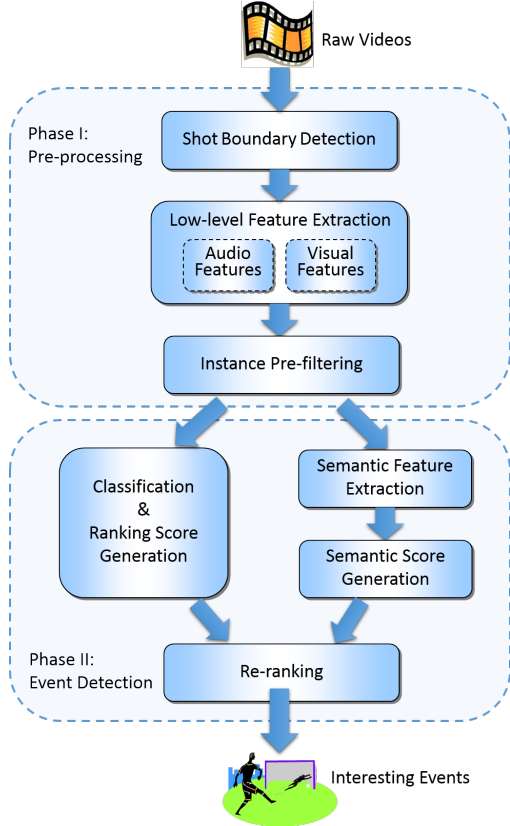 Raw Videos
Phase I:
Pre-processing
Shot Boundary Detection
Low-level Feature Extraction
Audio
Features
Visual
Features
Instance Pre-filtering
Classification
&
Ranking Score
Generation
Semantic Feature
Extraction
Semantic Score
Generation
Phase II:
Event Detection
Re-ranking
Interesting Events